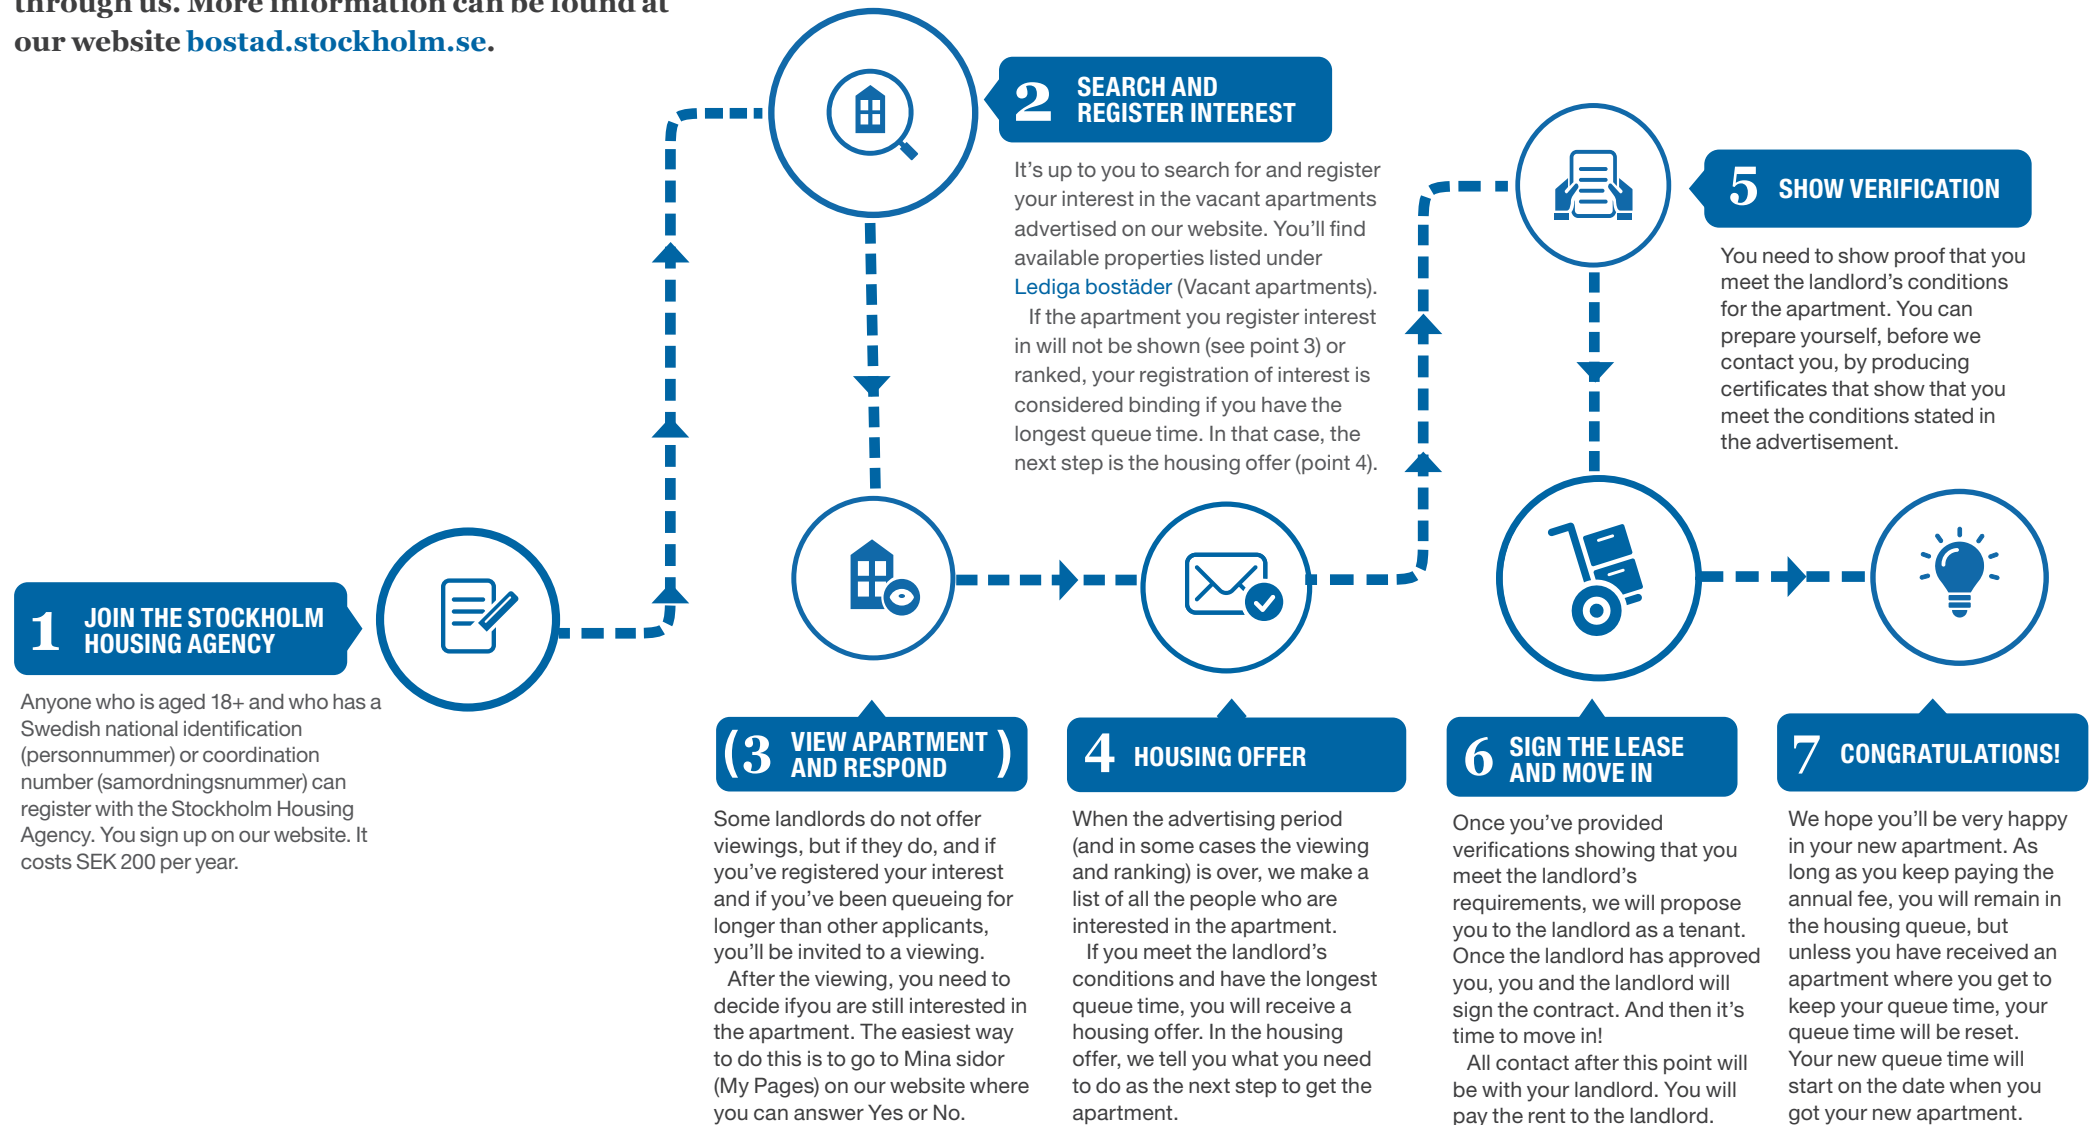 through us. More information can be found at
our website bostad.stockholm.se.
1 JOIN THE STOCKHOLM
HOUSING AGENCY
Anyone who is aged 18+ and who has a
Swedish national identification
(personnummer) or coordination
number (samordningsnummer) can
register with the Stockholm Housing
Agency. You sign up on our website. It
costs SEK 200 per year.
2 SEARCH AND
REGISTER INTEREST
It's up to you to search for and register
your interest in the vacant apartments
advertised on our website. You'll find
available properties listed under
Lediga bostäder (Vacant apartments).
If the apartment you register interest
in will not be shown (see point 3) or
ranked, your registration of interest is
considered binding if you have the
longest queue time. In that case, the
next step is the housing offer (point 4).
(3 VIEW APARTMENT
AND RESPOND )
Some landlords do not offer
viewings, but if they do, and if
you've registered your interest
and if you've been queueing for
longer than other applicants,
you'll be invited to a viewing.
After the viewing, you need to
decide ifyou are still interested in
the apartment. The easiest way
to do this is to go to Mina sidor
(My Pages) on our website where
you can answer Yes or No.
4 HOUSING OFFER
When the advertising period
(and in some cases the viewing
and ranking) is over, we make a
list of all the people who are
interested in the apartment.
If you meet the landlord's
conditions and have the longest
queue time, you will receive a
housing offer. In the housing
offer, we tell you what you need
to do as the next step to get the
apartment.
5 SHOW VERIFICATION
You need to show proof that you
meet the landlord's conditions
for the apartment. You can
prepare yourself, before we
contact you, by producing
certificates that show that you
meet the conditions stated in
the advertisement.
6 SIGN THE LEASE
AND MOVE IN
Once you've provided
verifications showing that you
meet the landlord's
requirements, we will propose
you to the landlord as a tenant.
Once the landlord has approved
you, you and the landlord will
sign the contract. And then it's
time to move in!
All contact after this point will
be with your landlord. You will
pay the rent to the landlord.
7 CONGRATULATIONS!
We hope you'll be very happy
in your new apartment. As
long as you keep paying the
annual fee, you will remain in
the housing queue, but
unless you have received an
apartment where you get to
keep your queue time, your
queue time will be reset.
Your new queue time will
start on the date when you
got your new apartment.